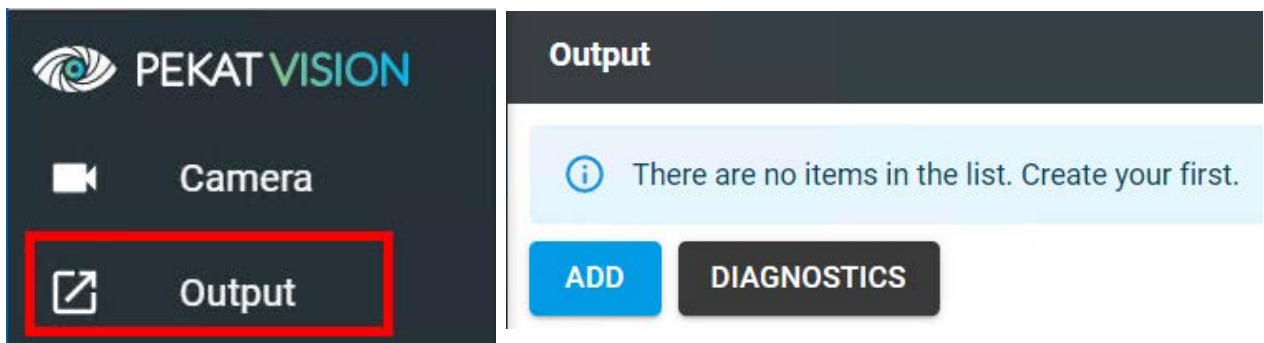 PEKAT VISION
Camera
Output
Output
There are no items in the list. Create your first.
ADD
DIAGNOSTICS